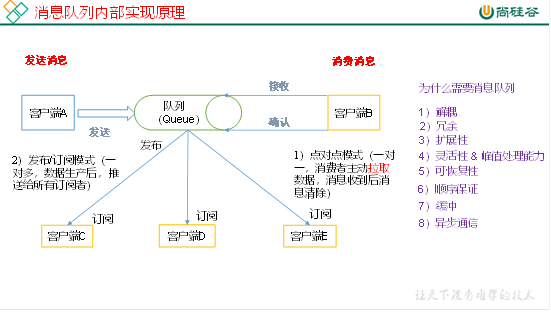 消息队列内部实现原理
尚硅谷
发送消息
消费消息
接收
为什么需要消息队列
客户端A
发送
队列
（Queue）
确认
客户端B
1）解耦
2）冗余
3）扩展性
4）灵活性 & 峰值处理能力
5）可恢复性
6）顺序保证
7）缓冲
8）异步通信
发布
2）发布/订阅模式（一
对多，数据生产后，推
送给所有订阅者）
1）点对点模式（一对
一，消费者主动拉取
数据，消息收到后消
息清除）
订阅
订阅
订阅
客户端C
客户端D
客户端E
让天下没有难学的技术